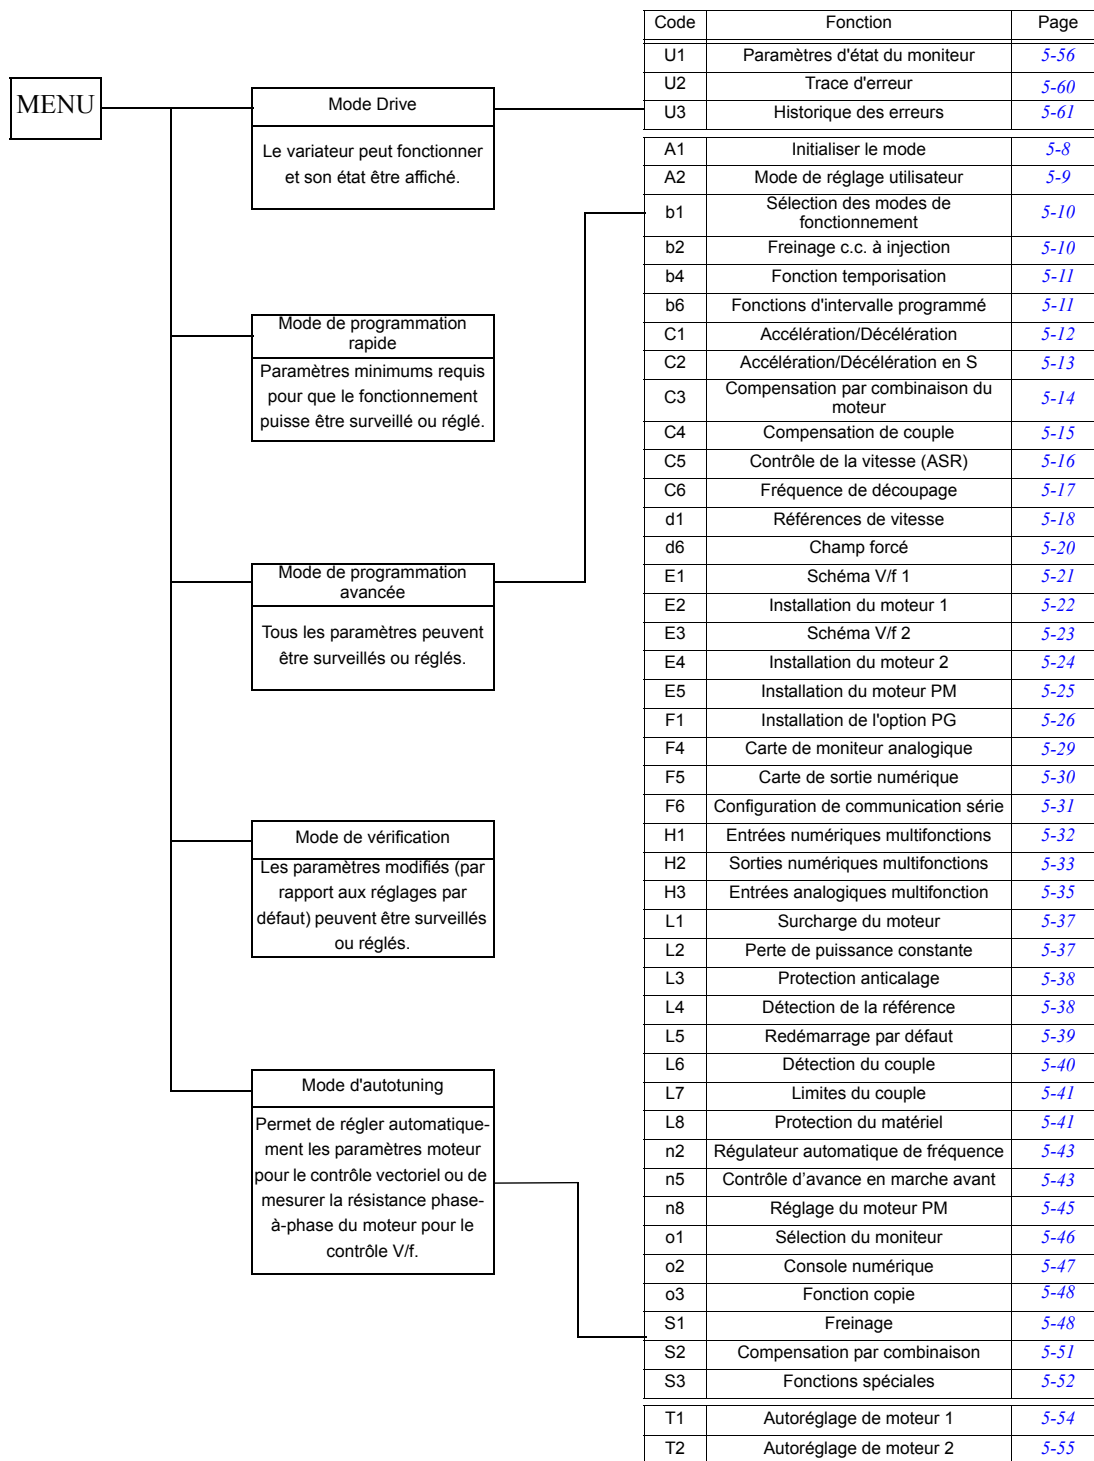 MENU
Mode Drive
Le variateur peut fonctionner
et son état être affiché.
Mode de programmation
rapide
Paramètres minimums requis
pour que le fonctionnement
puisse être surveillé ou réglé.
Mode de programmation
avancée
Tous les paramètres peuvent
être surveillés ou réglés.
Mode de vérification
Les paramètres modifiés (par
rapport aux réglages par
défaut) peuvent être surveillés
ou réglés.
Mode d'autotuning
Permet de régler automatique-
ment les paramètres moteur
pour le contrôle vectoriel ou de
mesurer la résistance phase-
à-phase du moteur pour le
contrôle V/f.
Code Fonction Page
U1 Paramètres d'état du moniteur 5-56
U2 Trace d'erreur 5-60
U3 Historique des erreurs 5-61
A1 Initialiser le mode 5-8
A2 Mode de réglage utilisateur 5-9
b1 Sélection des modes de
fonctionnement 5-10
b2 Freinage c.c. à injection 5-10
b4 Fonction temporisation 5-11
b6 Fonctions d'intervalle programmé 5-11
C1 Accélération/Décélération 5-12
C2 Accélération/Décélération en S 5-13
C3 Compensation par combinaison du
moteur 5-14
C4 Compensation de couple 5-15
C5 Contrôle de la vitesse (ASR) 5-16
C6 Fréquence de découpage 5-17
d1 Références de vitesse 5-18
d6 Champ forcé 5-20
E1 Schéma V/f 1 5-21
E2 Installation du moteur 1 5-22
E3 Schéma V/f 2 5-23
E4 Installation du moteur 2 5-24
E5 Installation du moteur PM 5-25
F1 Installation de l'option PG 5-26
F4 Carte de moniteur analogique 5-29
F5 Carte de sortie numérique 5-30
F6 Configuration de communication série 5-31
H1 Entrées numériques multifonctions 5-32
H2 Sorties numériques multifonctions 5-33
H3 Entrées analogiques multifonction 5-35
L1 Surcharge du moteur 5-37
L2 Perte de puissance constante 5-37
L3 Protection anticalage 5-38
L4 Détection de la référence 5-38
L5 Redémarrage par défaut 5-39
L6 Détection du couple 5-40
L7 Limites du couple 5-41
L8 Protection du matériel 5-41
n2 Régulateur automatique de fréquence 5-43
n5 Contrôle d’avance en marche avant 5-43
n8 Réglage du moteur PM 5-45
o1 Sélection du moniteur 5-46
o2 Console numérique 5-47
o3 Fonction copie 5-48
S1 Freinage 5-48
S2 Compensation par combinaison 5-51
S3 Fonctions spéciales 5-52
T1 Autoréglage de moteur 1 5-54
T2 Autoréglage de moteur 2 5-55